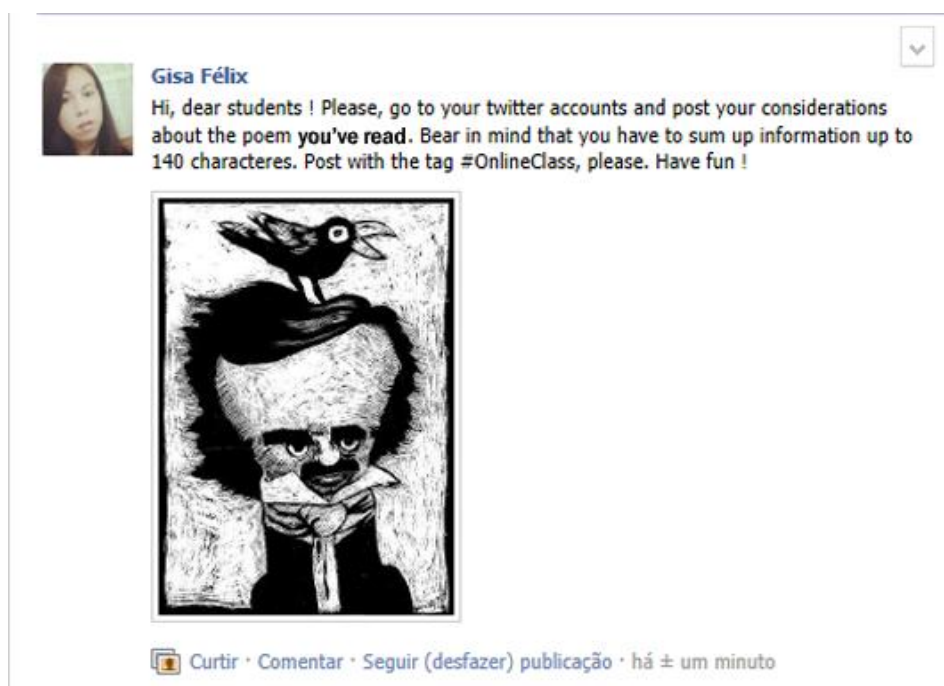 Gisa Félix
Hi, dear students ! Please, go to your twitter accounts and post your considerations
about the poem you've read. Bear in mind that you have to sum up information up to
140 characteres. Post with the tag #OnlineClass, please. Have fun !
Curtir · Comentar · Seguir (desfazer) publicação · há ± um minuto